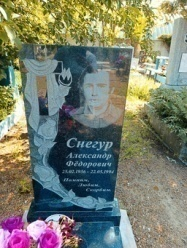 Снегур
Александр
Фёдорович
Помним,
Любим,
Скорбим.